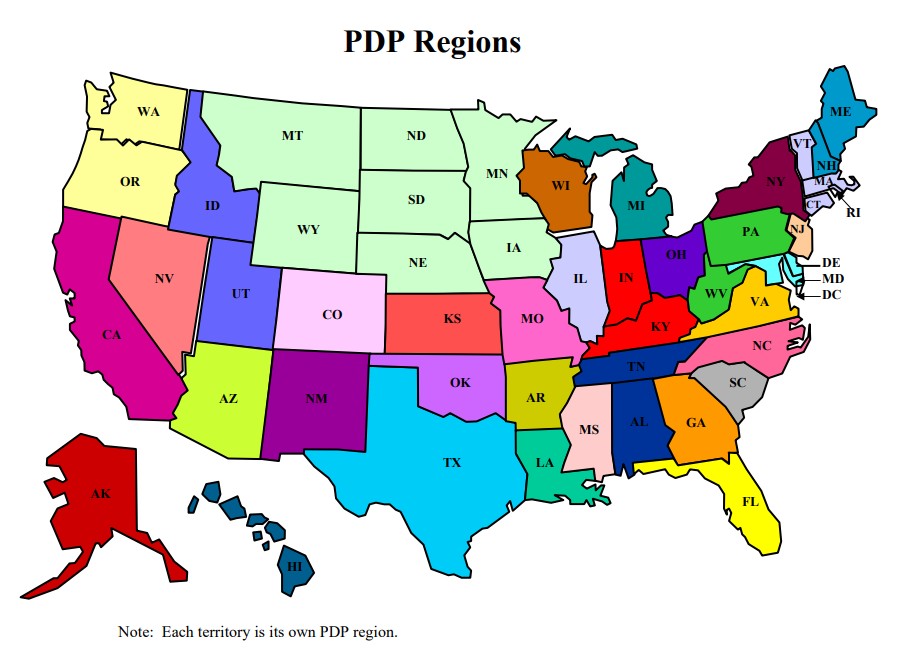 PDP Regions
WA
MT
ND
MN
ME
VT
NH
OR
ID
SD
WI
MI
NY
MA
CT
RI
WY
IA
PA
NJ
NV
UT
NE
IL
IN
OH
WV
DE
MD
DC
VA
CA
CO
KS
MO
KY
NC
AZ
NM
OK
AR
TN
SC
MS
AL
GA
TX
LA
FL
AK
HI
Note: Each territory is its own PDP region.